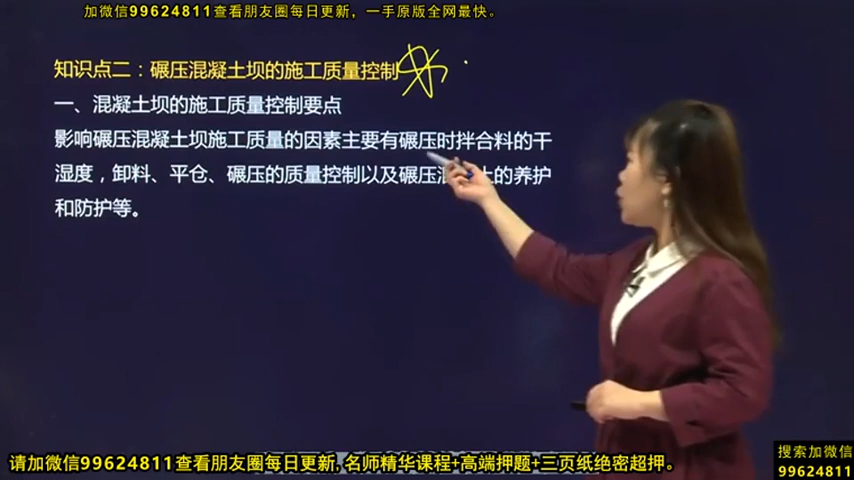 加微信99624811查看朋友圈每日更新，一手原版全网最快。
知识点二：碾压混凝土坝的施工质量控制
一、混凝土坝的施工质量控制要点
影响碾压混凝土坝施工质量的因素主要有碾压时拌合料的干
湿度，卸料、平仓、碾压的质量控制以及碾压混 土的养护
和防护等。
请加微信99624811查看朋友圈每日更新,名师精华课程+高端押题+三页纸绝密超押。
搜索加微信
99624811